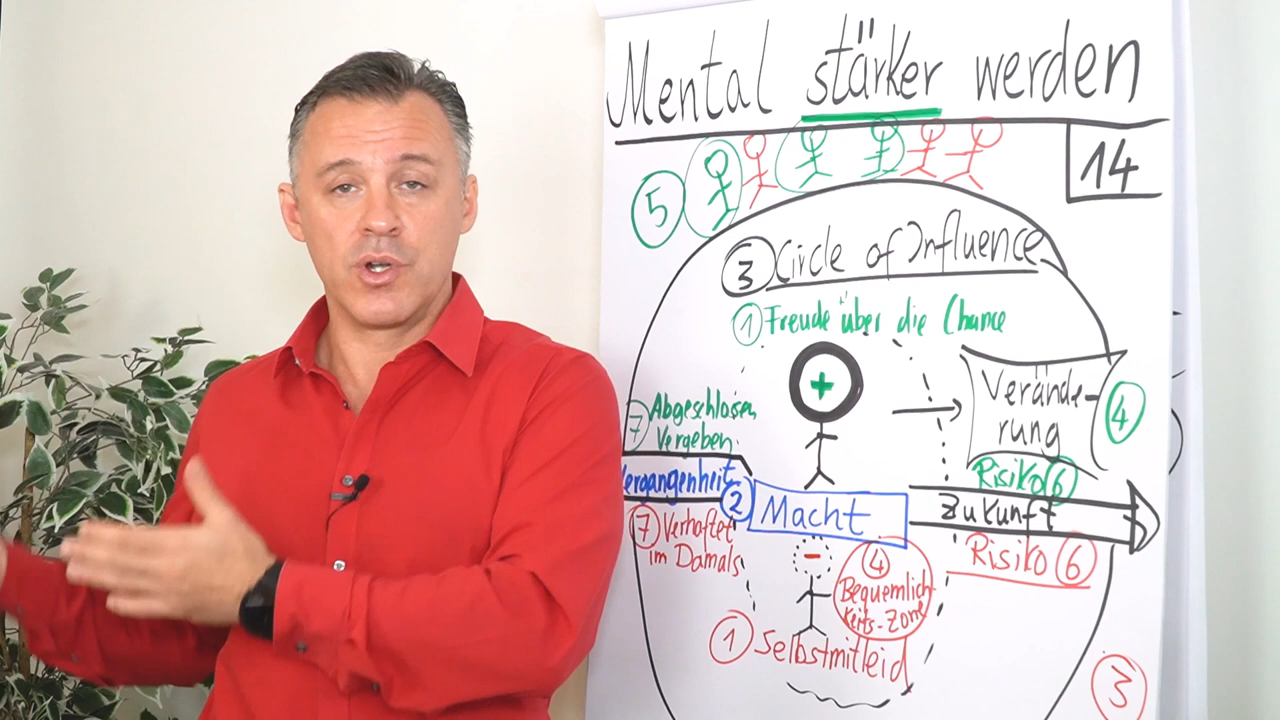 Mental stärker werden
14
5
3 Circle of Influence
1 Freude über die Chance
Verände-
rung
4
7 Abgeschlossen,
Vergeben
Vergangenheit
2 Macht
Risiko 6
Zukunft
Risiko 6
7 Verhaftet
im Damals
4
Bequemlich-
keits-Zone
1 Selbstmitleid
3